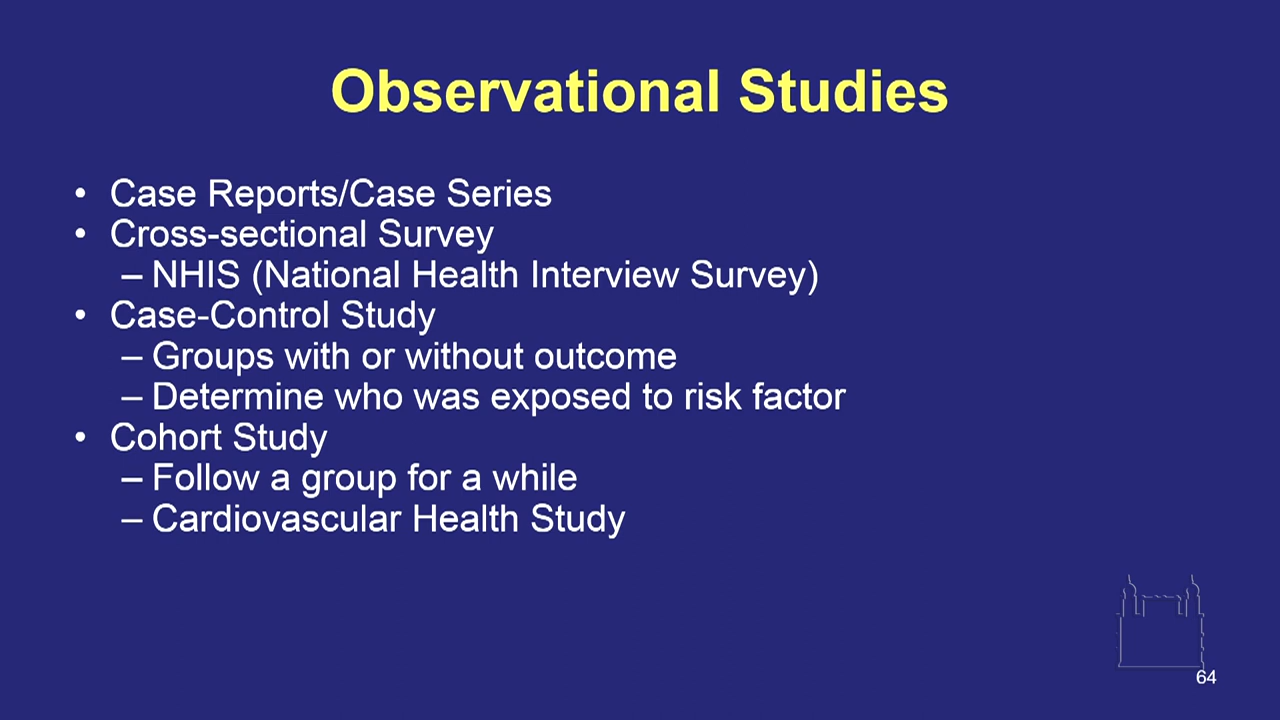 Observational Studies
• Case Reports/Case Series
• Cross-sectional Survey
– NHIS (National Health Interview Survey)
• Case-Control Study
– Groups with or without outcome
– Determine who was exposed to risk factor
• Cohort Study
– Follow a group for a while
– Cardiovascular Health Study
64